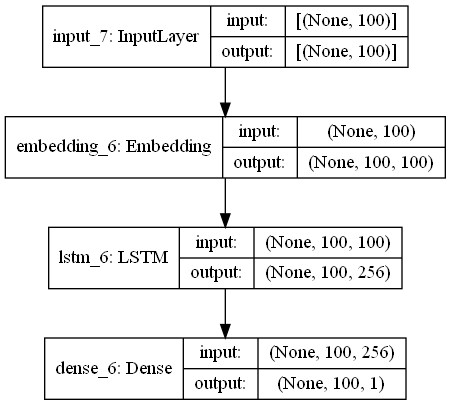 input_7: InputLayer
input:
[(None, 100)]
output:
[(None, 100)]
embedding_6: Embedding
input:
(None, 100)
output:
(None, 100, 100)
lstm_6: LSTM
input:
(None, 100, 100)
output:
(None, 100, 256)
dense_6: Dense
input:
(None, 100, 256)
output:
(None, 100, 1)